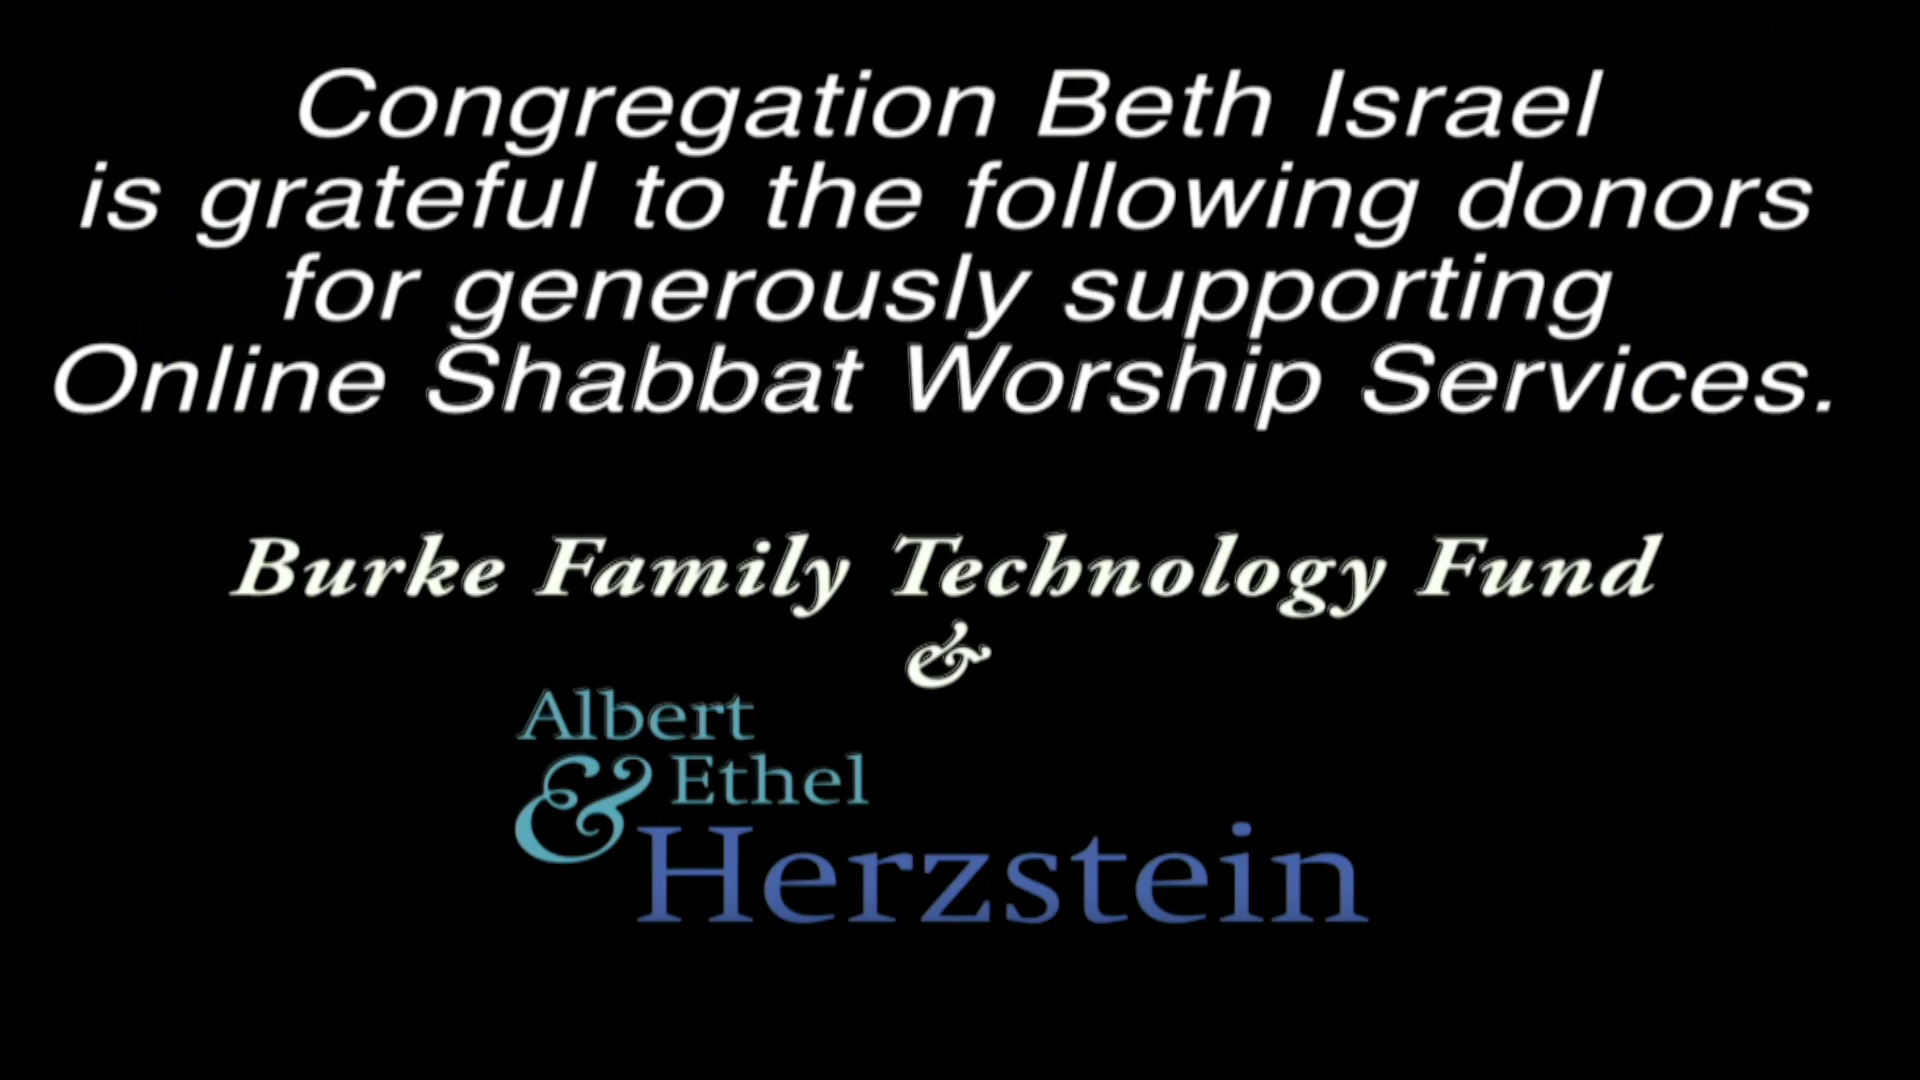 Congregation Beth Israel
is grateful to the following donors
for generously supporting
Online Shabbat Worship Services.
Burke Family Technology Fund
&
Albert
& Ethel
Herzstein